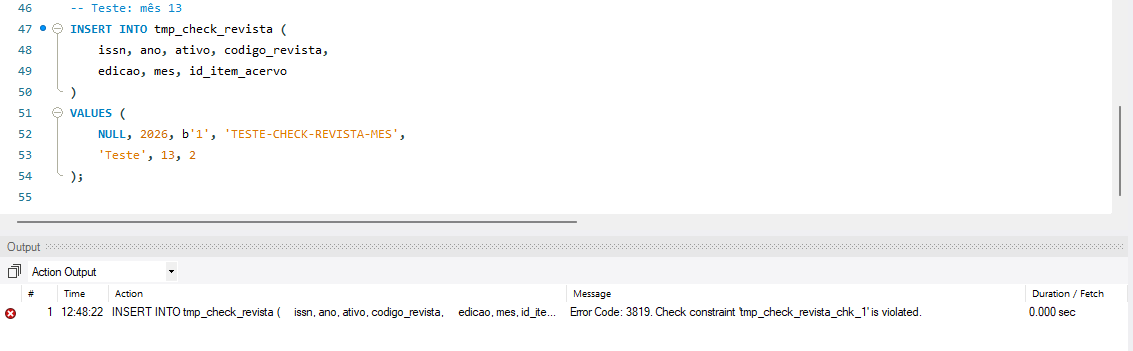 46 -- Teste: mês 13
47 INSERT INTO tmp_check_revista (
48 issn, ano, ativo, codigo_revista,
49 edicao, mes, id_item_acervo
50 )
51 VALUES (
52 NULL, 2026, b'1', 'TESTE-CHECK-REVISTA-MES',
53 'Teste', 13, 2
54 );
55
Output
Action Output
# Time Action Message Duration / Fetch
1 12:48:22 INSERT INTO tmp_check_revista ( issn, ano, ativo, codigo_revista, edicao, mes, id_ite... Error Code: 3819. Check constraint 'tmp_check_revista_chk_1' is violated. 0.000 sec